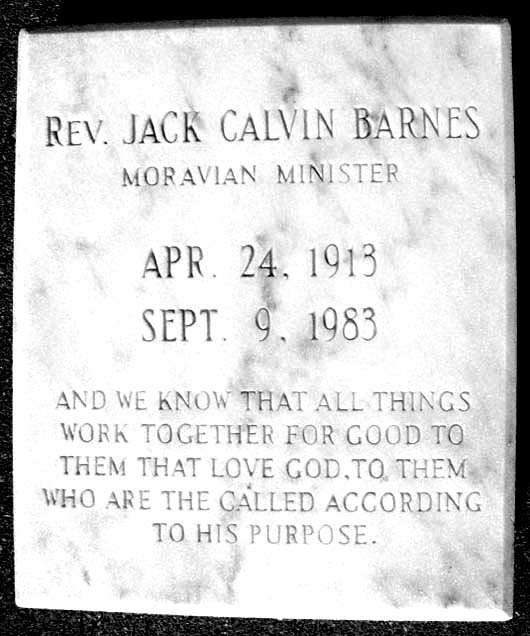 REV. JACK CALVIN BARNES
MORAVIAN MINISTER
APR. 24, 1913
SEPT. 9, 1983
AND WE KNOW THAT ALL THINGS
WORK TOGETHER FOR GOOD TO
THEM THAT LOVE GOD, TO THEM
WHO ARE THE CALLED ACCORDING
TO HIS PURPOSE.